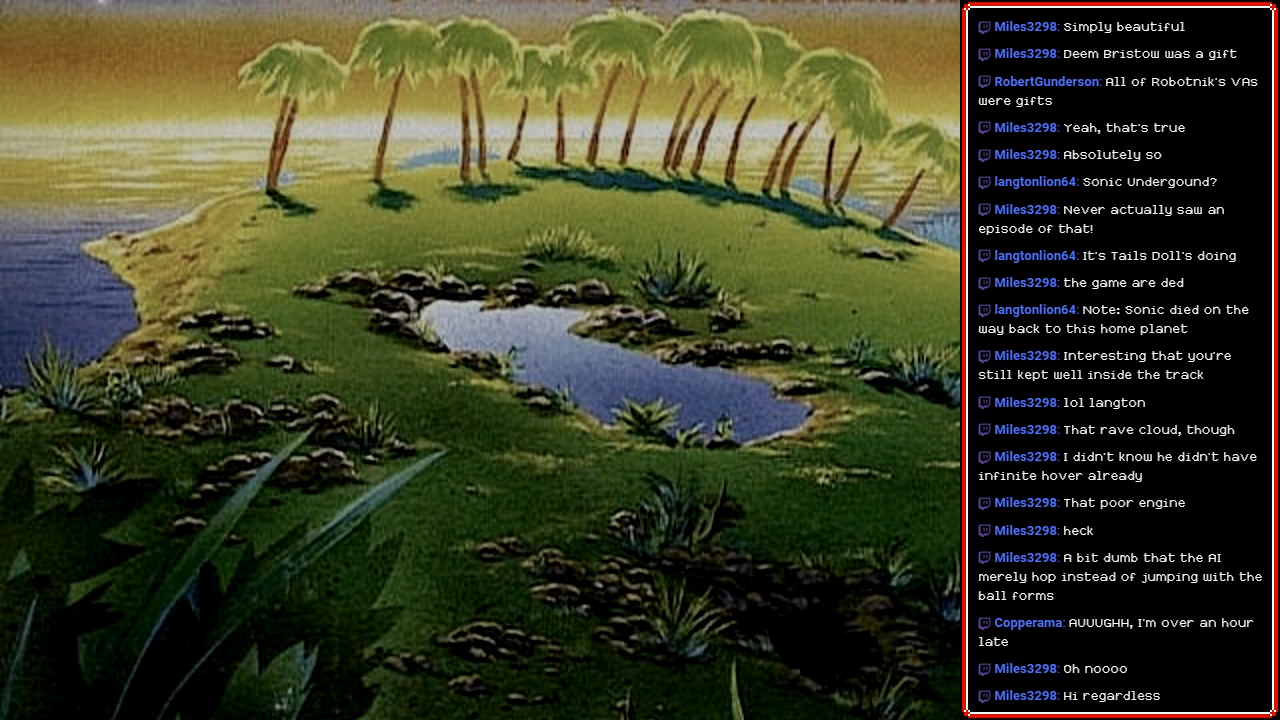 Miles3298: Simply beautiful
Miles3298: Deem Bristow was a gift
RobertGunderson: All of Robotnik's VAs
were gifts
Miles3298: Yeah, that's true
Miles3298: Absolutely so
langtonlion64: Sonic Undergound?
Miles3298: Never actually saw an
episode of that!
langtonlion64: It's Tails Doll's doing
Miles3298: the game are ded
langtonlion64: Note: Sonic died on the
way back to this home planet
Miles3298: Interesting that you're
still kept well inside the track
Miles3298: lol langton
Miles3298: That rave cloud, though
Miles3298: I didn't know he didn't have
infinite hover already
Miles3298: That poor engine
Miles3298: heck
Miles3298: A bit dumb that the AI
merely hop instead of jumping with the
ball forms
Copperama: AUUUGHH, I'm over an hour
late
Miles3298: Oh noooo
Miles3298: Hi regardless